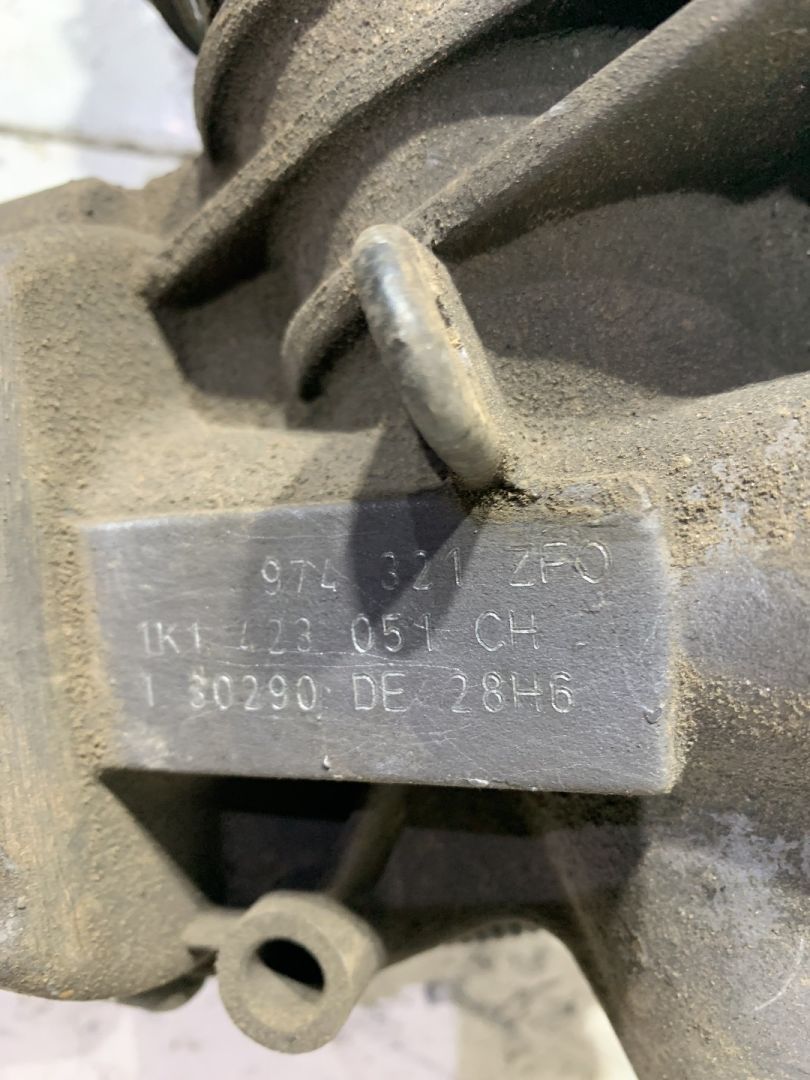 974 321 ZFO
1K1 423 051 CH
1 30290 DE 28H6